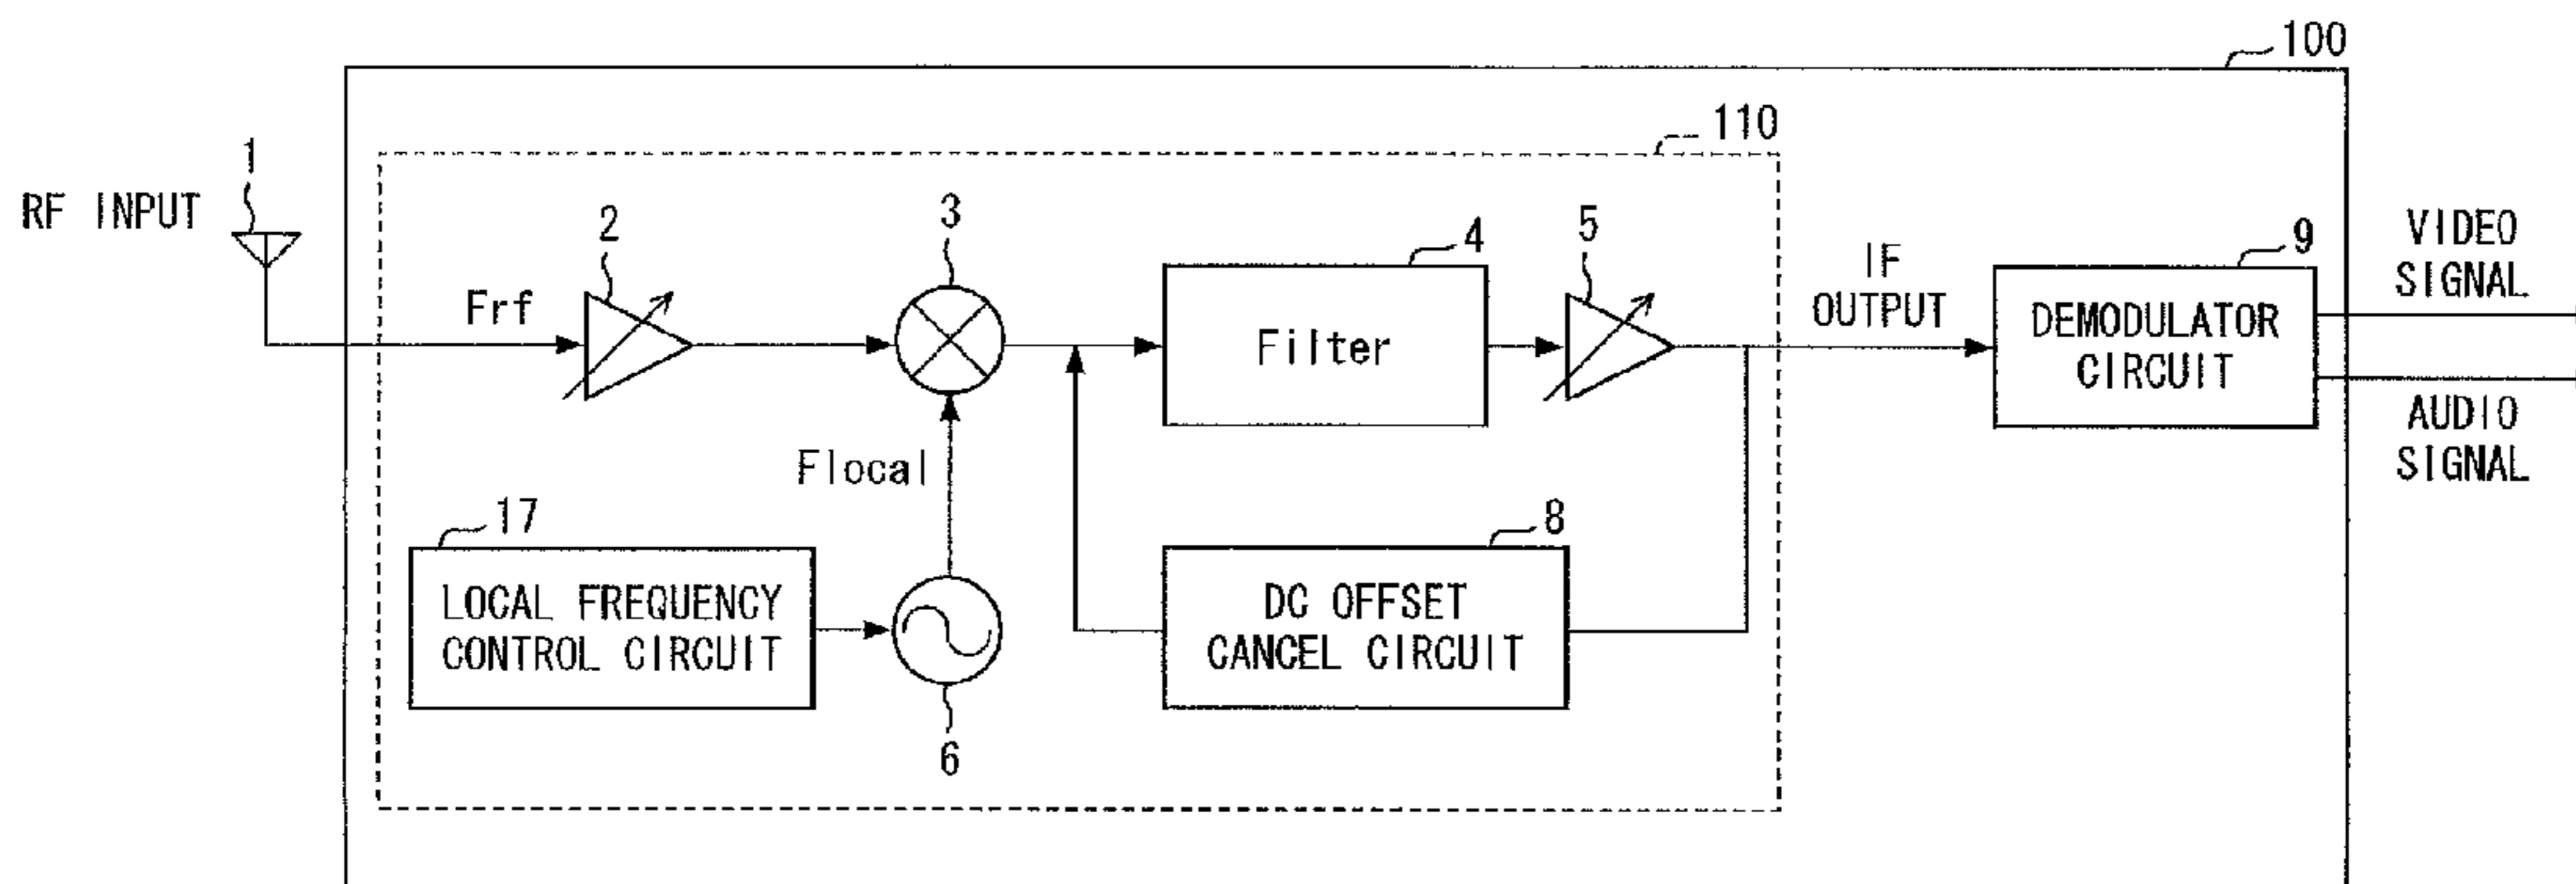 100
110
1
RF INPUT
2
3
4
5
9
Frf
Filter
IF
OUTPUT
DEMODULATOR
CIRCUIT
VIDEO
SIGNAL
AUDIO
SIGNAL
Flocal
17
8
LOCAL FREQUENCY
CONTROL CIRCUIT
DC OFFSET
CANCEL CIRCUIT
6